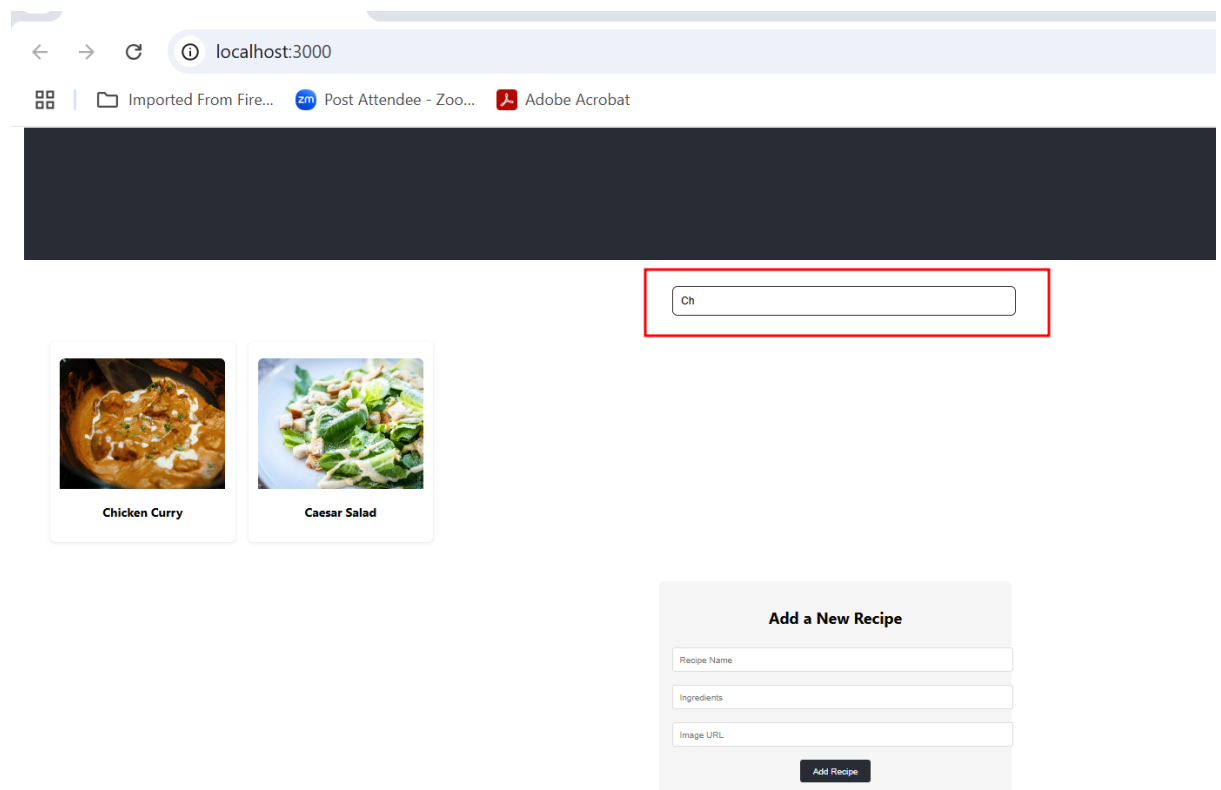 localhost:3000
Imported From Fire... zm Post Attendee - Zoo... Adobe Acrobat
Ch
Chicken Curry Caesar Salad
Add a New Recipe
Recipe Name
Ingredients
Image URL
Add Recipe